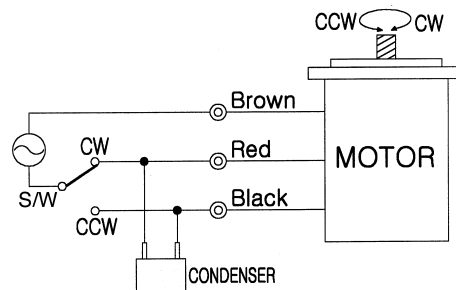 CCW CW
Brown
CW Red MOTOR
S/W
CCW Black
CONDENSER